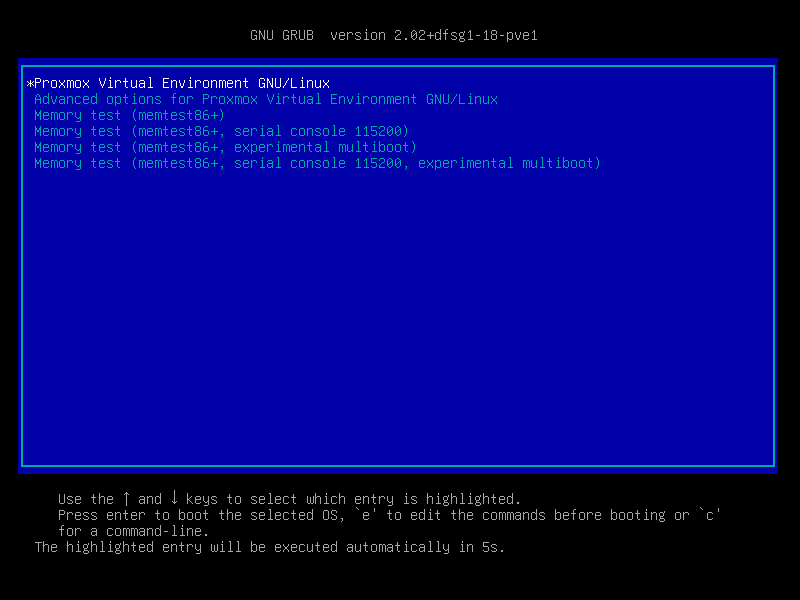 GNU GRUB  version 2.02+dfsg1-18-pve1
*Proxmox Virtual Environment GNU/Linux
Advanced options for Proxmox Virtual Environment GNU/Linux
Memory test (memtest86+)
Memory test (memtest86+, serial console 115200)
Memory test (memtest86+, experimental multiboot)
Memory test (memtest86+, serial console 115200, experimental multiboot)
Use the ↑ and ↓ keys to select which entry is highlighted.
Press enter to boot the selected OS, `e' to edit the commands before booting or `c'
for a command-line.
The highlighted entry will be executed automatically in 5s.